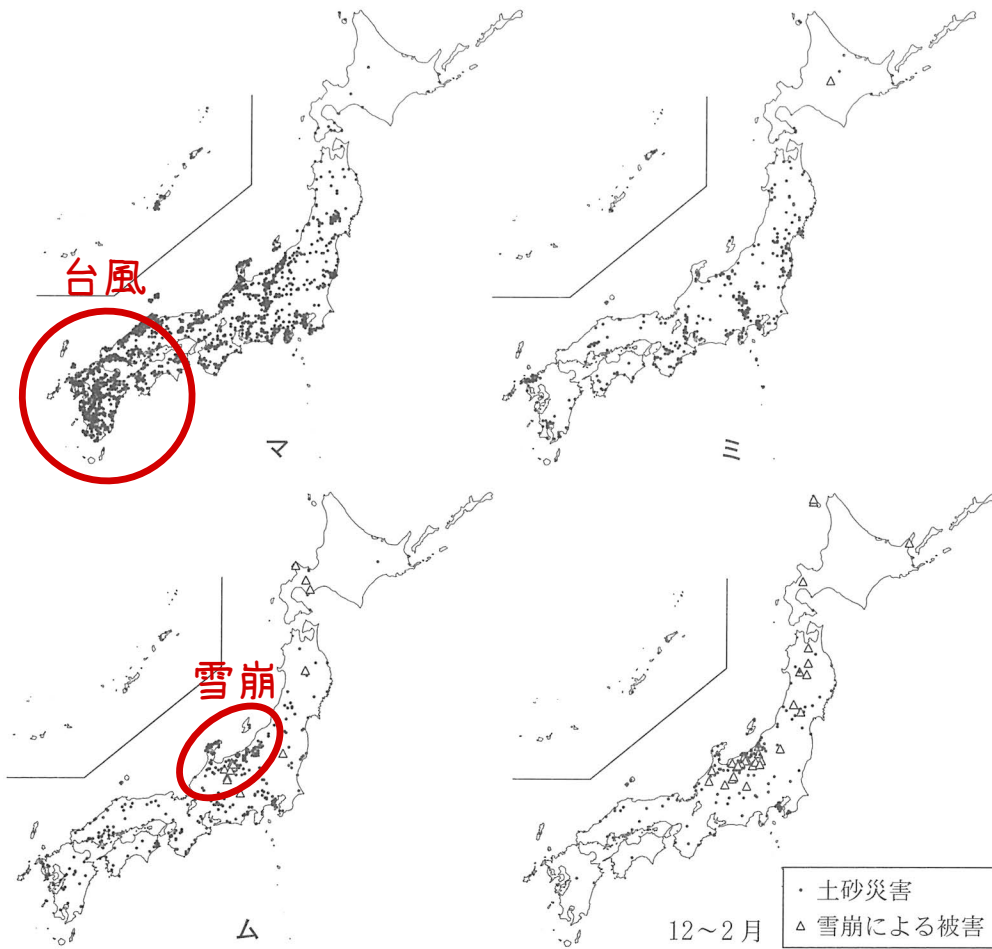 台風
マ
ミ
雪崩
ム
12~2月
・ 土砂災害
△ 雪崩による被害